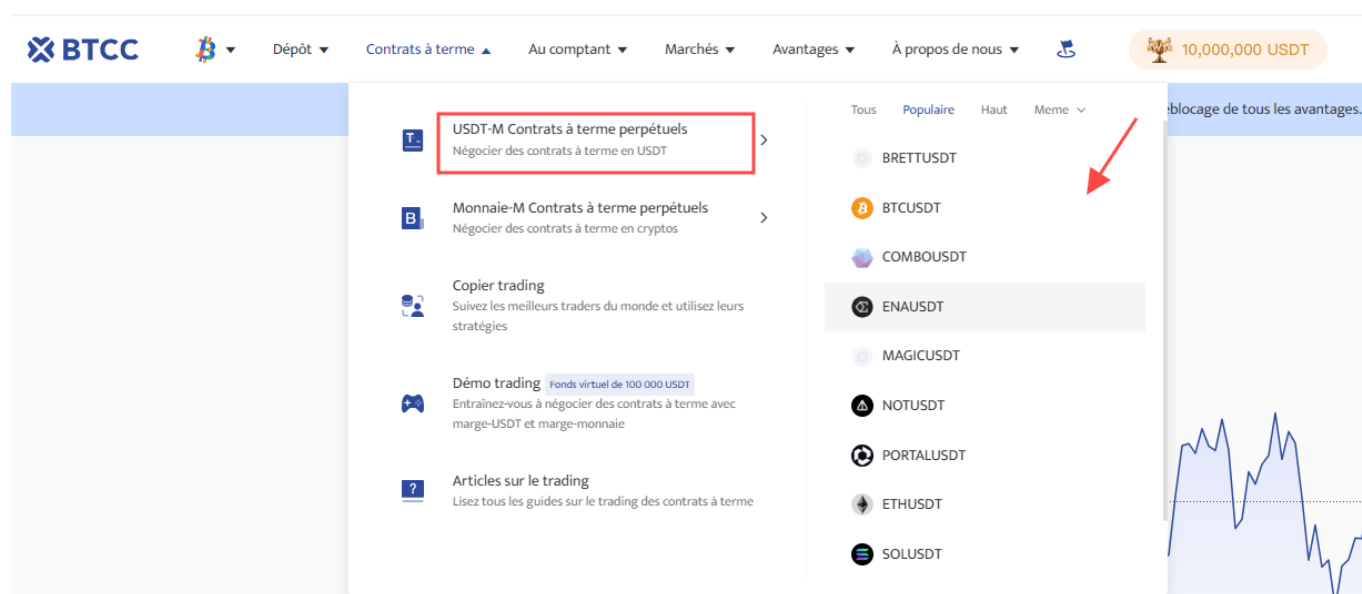 BTCC
Dépôt
Contrats à terme
Au comptant
Marchés
Avantages
À propos de nous
10,000,000 USDT
de tous les avantages.
USDT-M Contrats à terme perpétuels
Négocier des contrats à terme en USDT
Monnaie-M Contrats à terme perpétuels
Négocier des contrats à terme en cryptos
Copier trading
Suivez les meilleurs traders du monde et utilisez leurs
stratégies
Démo trading Fonds virtuel de 100 000 USDT
Entraînez-vous à négocier des contrats à terme avec
marge-USDT et marge-monnaie
Articles sur le trading
Lisez tous les guides sur le trading des contrats à terme
Tous Populaire Haut Meme
BRETTUSDT
BTCUSDT
COMBOUSDT
ENAUSDT
MAGICUSDT
NOTUSDT
PORTALUSDT
ETHUSDT
SOLUSDT